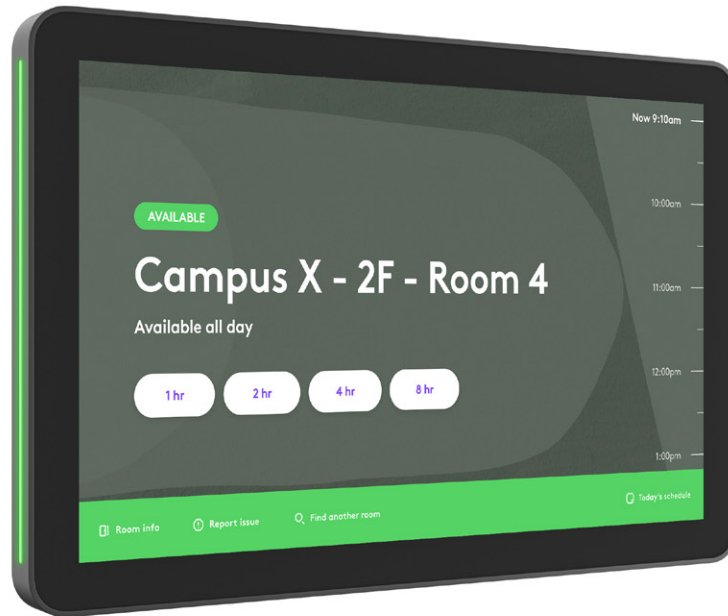 Now 9:10am
AVAILABLE
10:00am
Campus X - 2F - Room 4
11:00am
Available all day
12:00pm
1 hr 2 hr 4 hr 8 hr
1:00pm
Room info Report issue Find another room Today's schedule